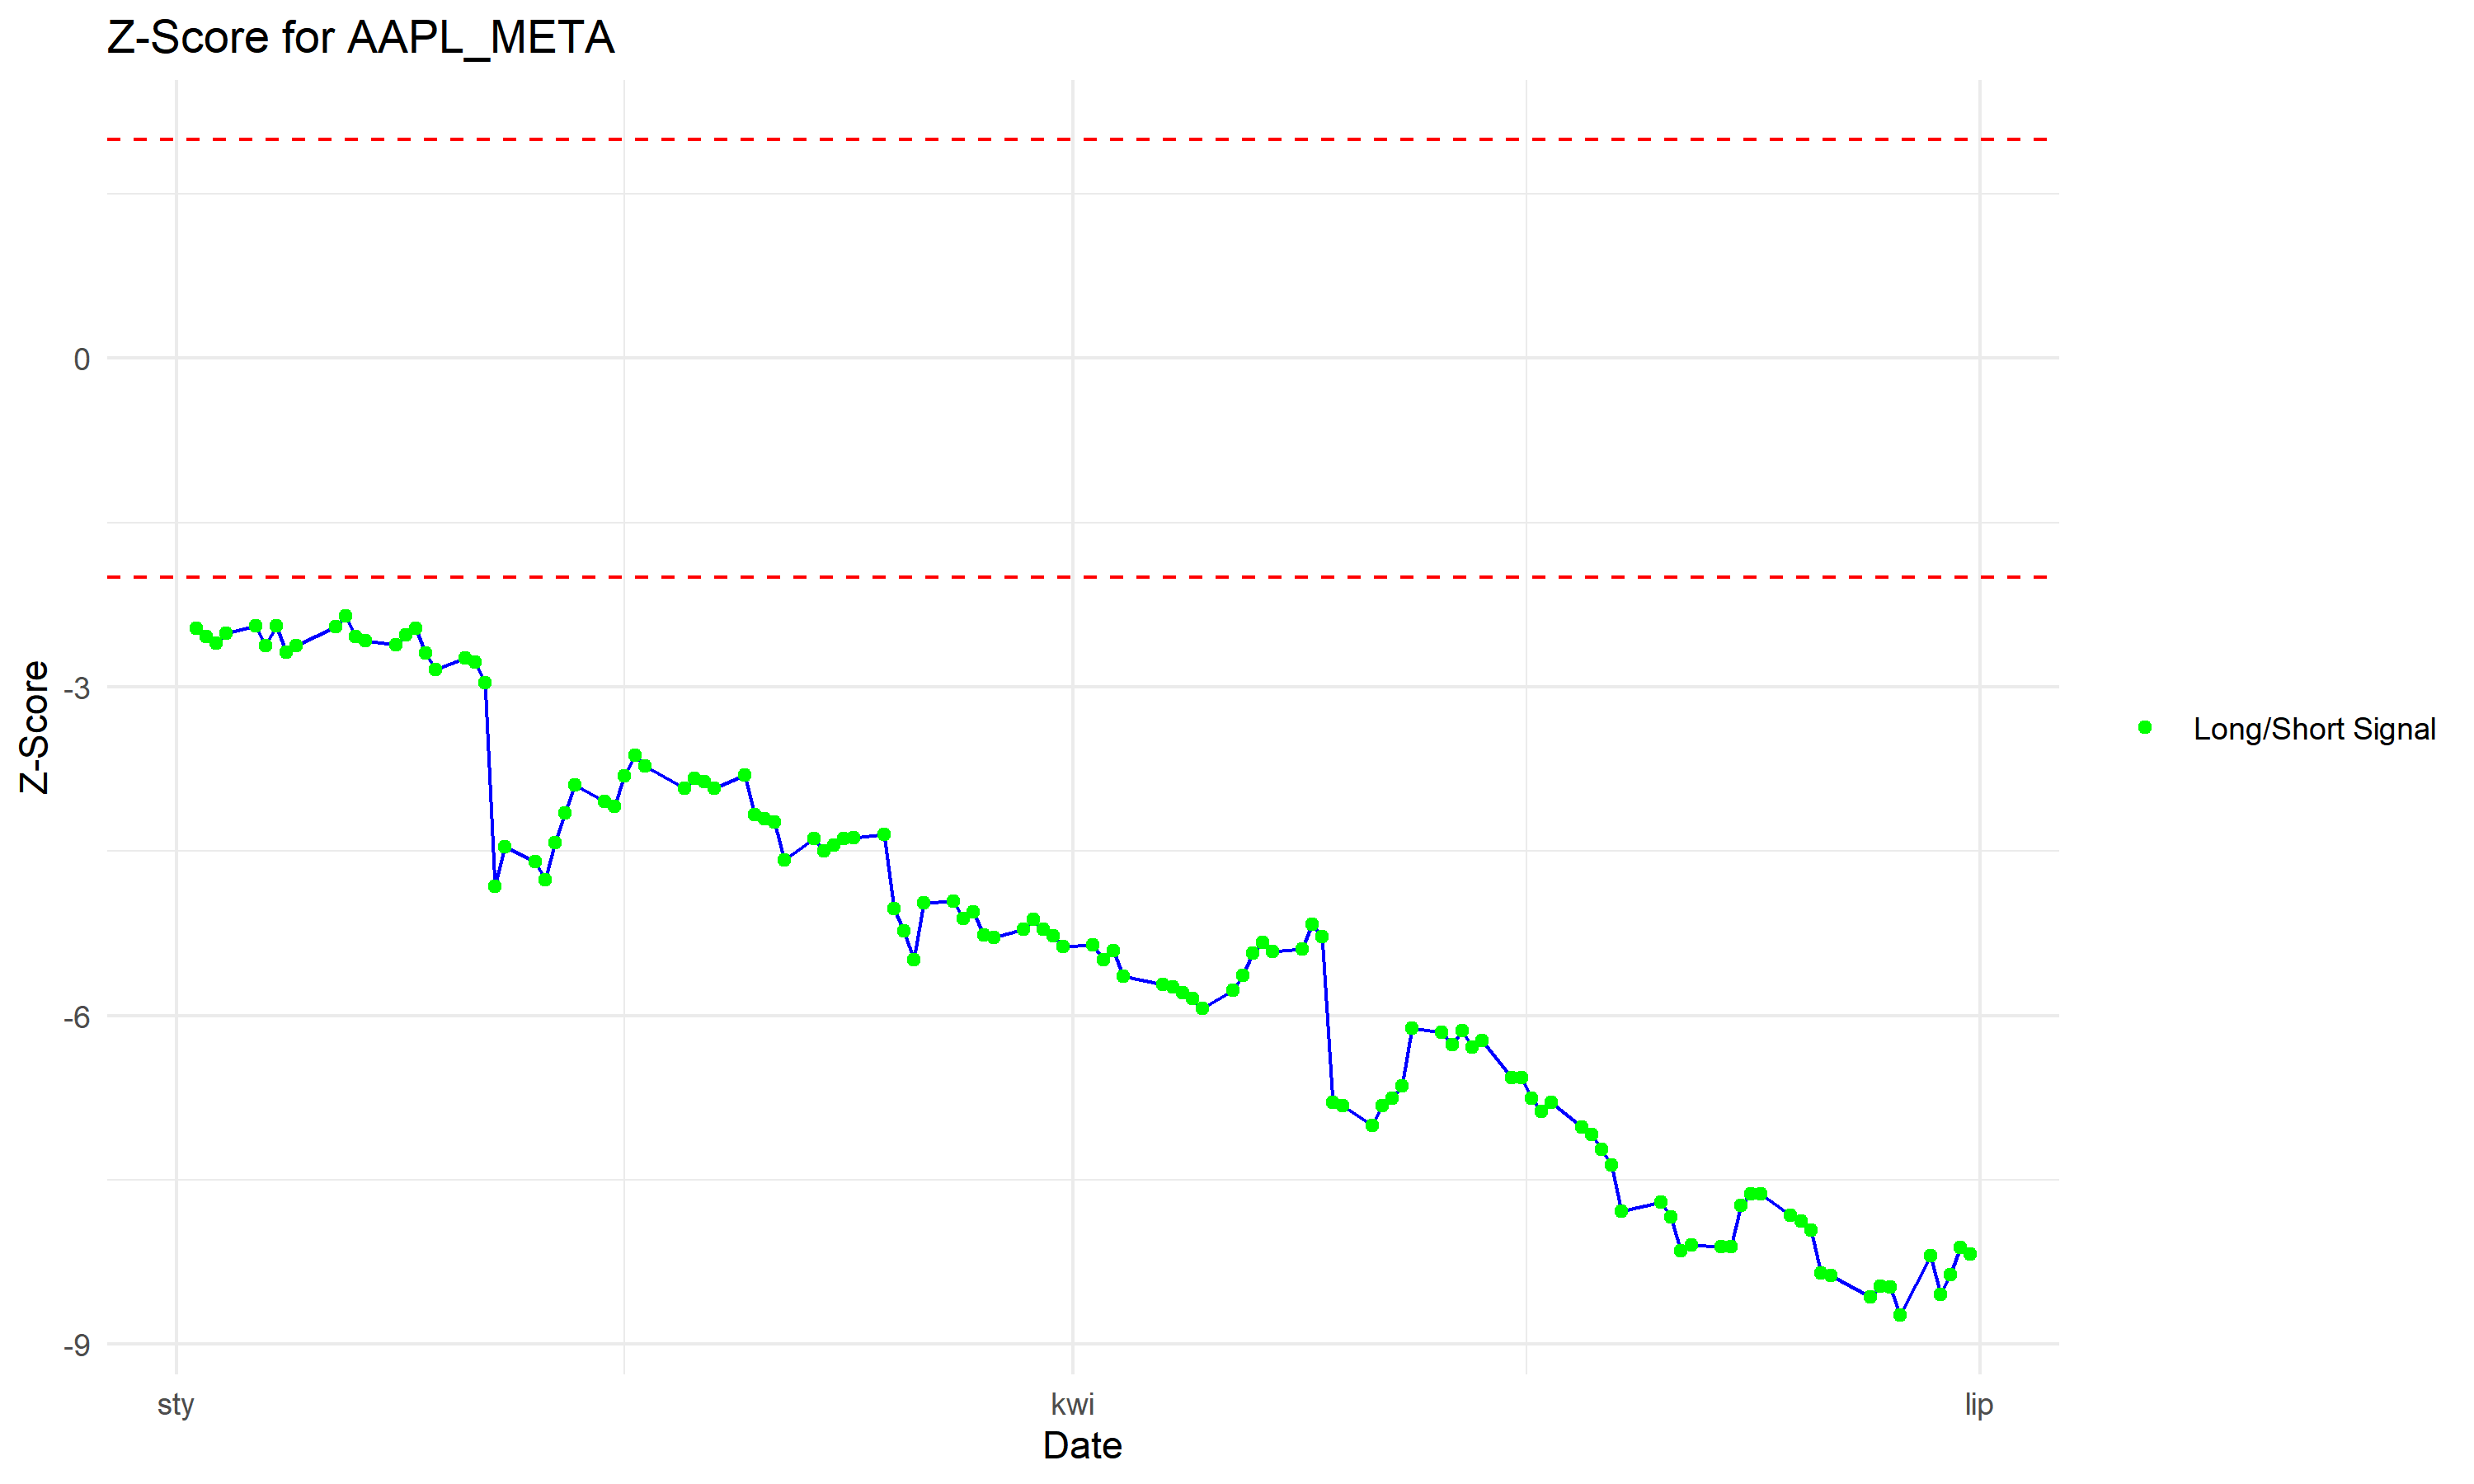 Z-Score for AAPL_META
Z-Score
0
-3
-6
-9
sty
kwi
lip
Date
Long/Short Signal